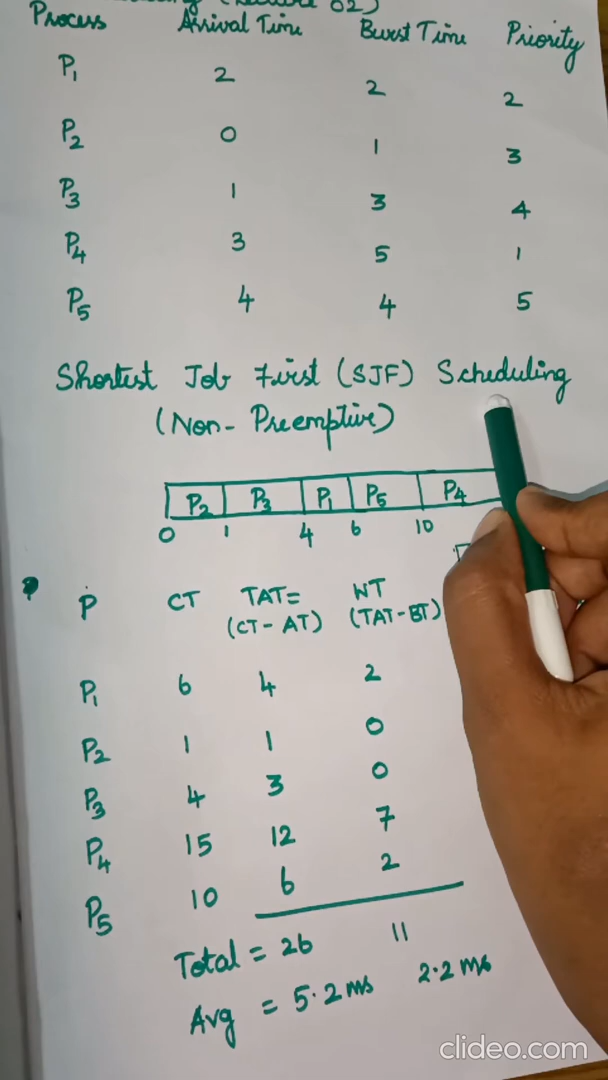 (Lecture 02)
Process Arrival Time Burst Time Priority
P1 2 2 2
P2 0 1 3
P3 1 3 4
P4 3 5 1
P5 4 4 5
Shortest Job First (SJF) Scheduling
(Non-Preemptive)
P2 P3 P1 P5 P4
0 1 4 6 10
P CT TAT= WT
(CT-AT) (TAT-BT)
P1 6 4 2
P2 1 1 0
P3 4 3 0
P4 15 12 7
P5 10 6 2
Total = 26 11
Avg = 5.2 ms 2.2 ms
clideo.com